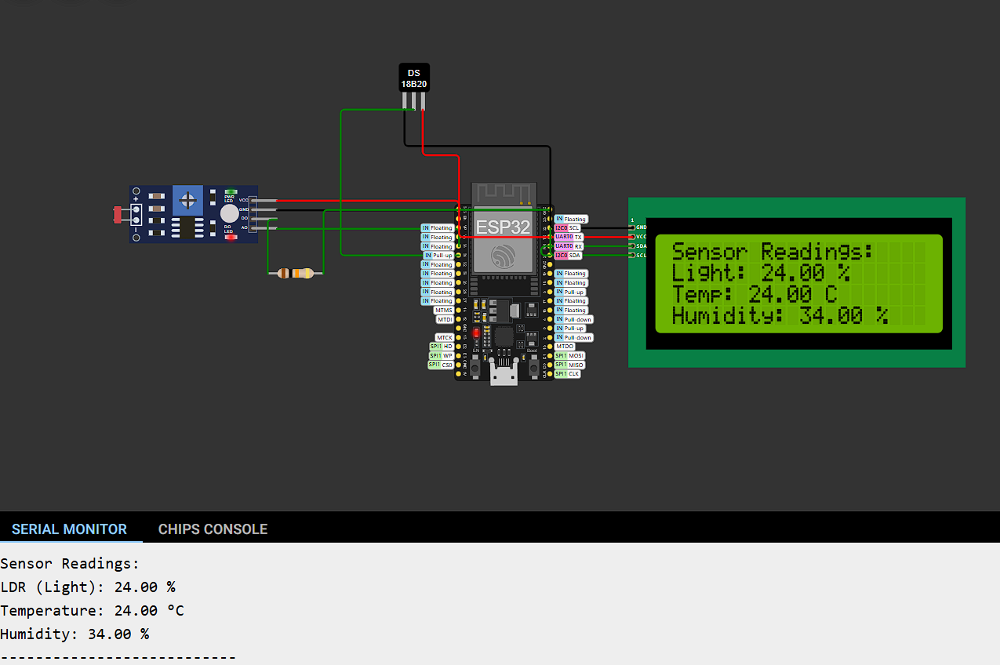 DS
18B20
PWR
LED
VCC
GND
DO
AO
DO
LED
+
ESP32
IN Floating
IN Floating
IN Floating
IN Pull-up
IN Floating
IN Floating
IN Floating
IN Floating
IN Floating
MTMS
MTDI
MTCK
SPI1 HD
SPI1 WP
SPI1 CS0
EN
Boot
IN Floating
I2C0 SCL
UART0 TX
UART0 RX
I2C0 SDA
IN Floating
IN Floating
IN Pull-up
IN Floating
IN Floating
IN Pull-down
IN Pull-up
IN Pull-down
MTDO
SPI1 MOSI
SPI1 MISO
SPI1 CLK
1
GND
VCC
SDA
SCL
Sensor Readings:
Light: 24.00 %
Temp: 24.00 C
Humidity: 34.00 %
SERIAL MONITOR CHIPS CONSOLE
Sensor Readings:
LDR (Light): 24.00 %
Temperature: 24.00 °C
Humidity: 34.00 %
---------------------------